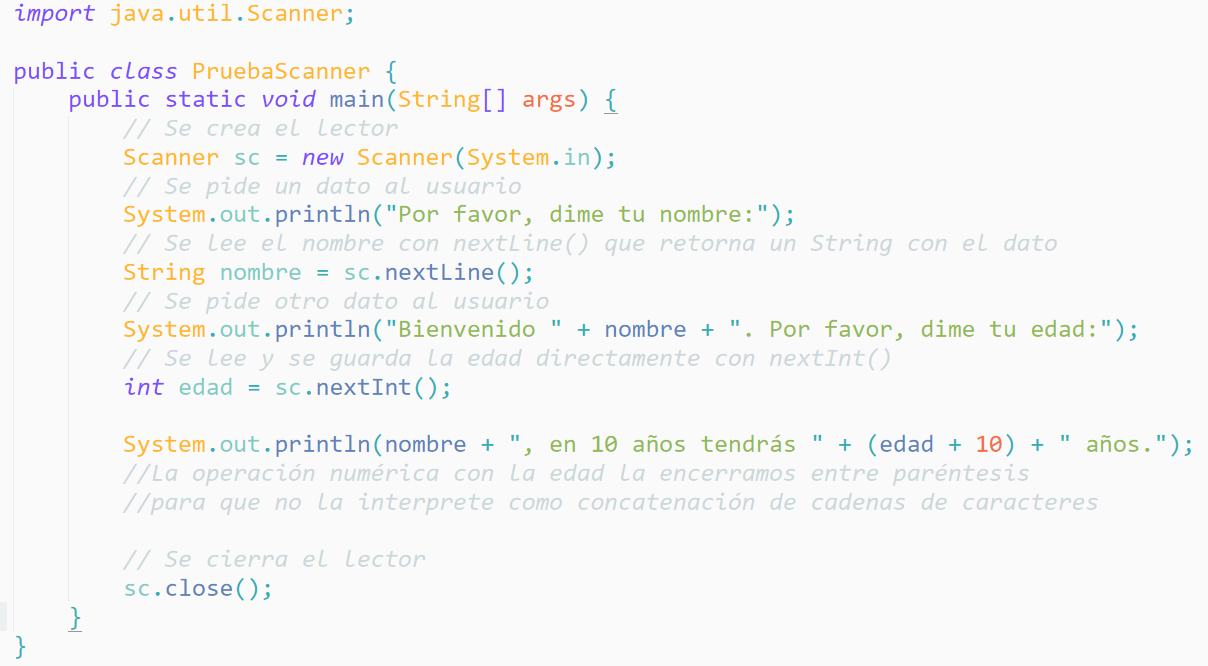 import java.util.Scanner;
public class PruebaScanner {
public static void main(String[] args) {
// Se crea el lector
Scanner sc = new Scanner(System.in);
// Se pide un dato al usuario
System.out.println("Por favor, dime tu nombre:");
// Se lee el nombre con nextLine() que retorna un String con el dato
String nombre = sc.nextLine();
// Se pide otro dato al usuario
System.out.println("Bienvenido " + nombre + ". Por favor, dime tu edad:");
// Se lee y se guarda la edad directamente con nextInt()
int edad = sc.nextInt();
System.out.println(nombre + ", en 10 años tendrás " + (edad + 10) + " años.");
//La operación numérica con la edad la encerramos entre paréntesis
//para que no la interprete como concatenación de cadenas de caracteres
// Se cierra el lector
sc.close();
}
}